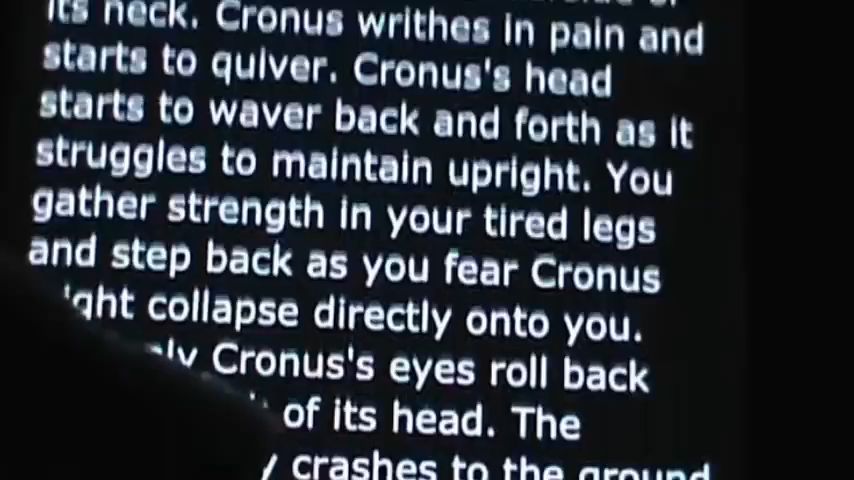 its neck. Cronus writhes in pain and
starts to quiver. Cronus's head
starts to waver back and forth as it
struggles to maintain upright. You
gather strength in your tired legs
and step back as you fear Cronus
collapse directly onto you.
Cronus's eyes roll back
of its head. The
crashes to the ground